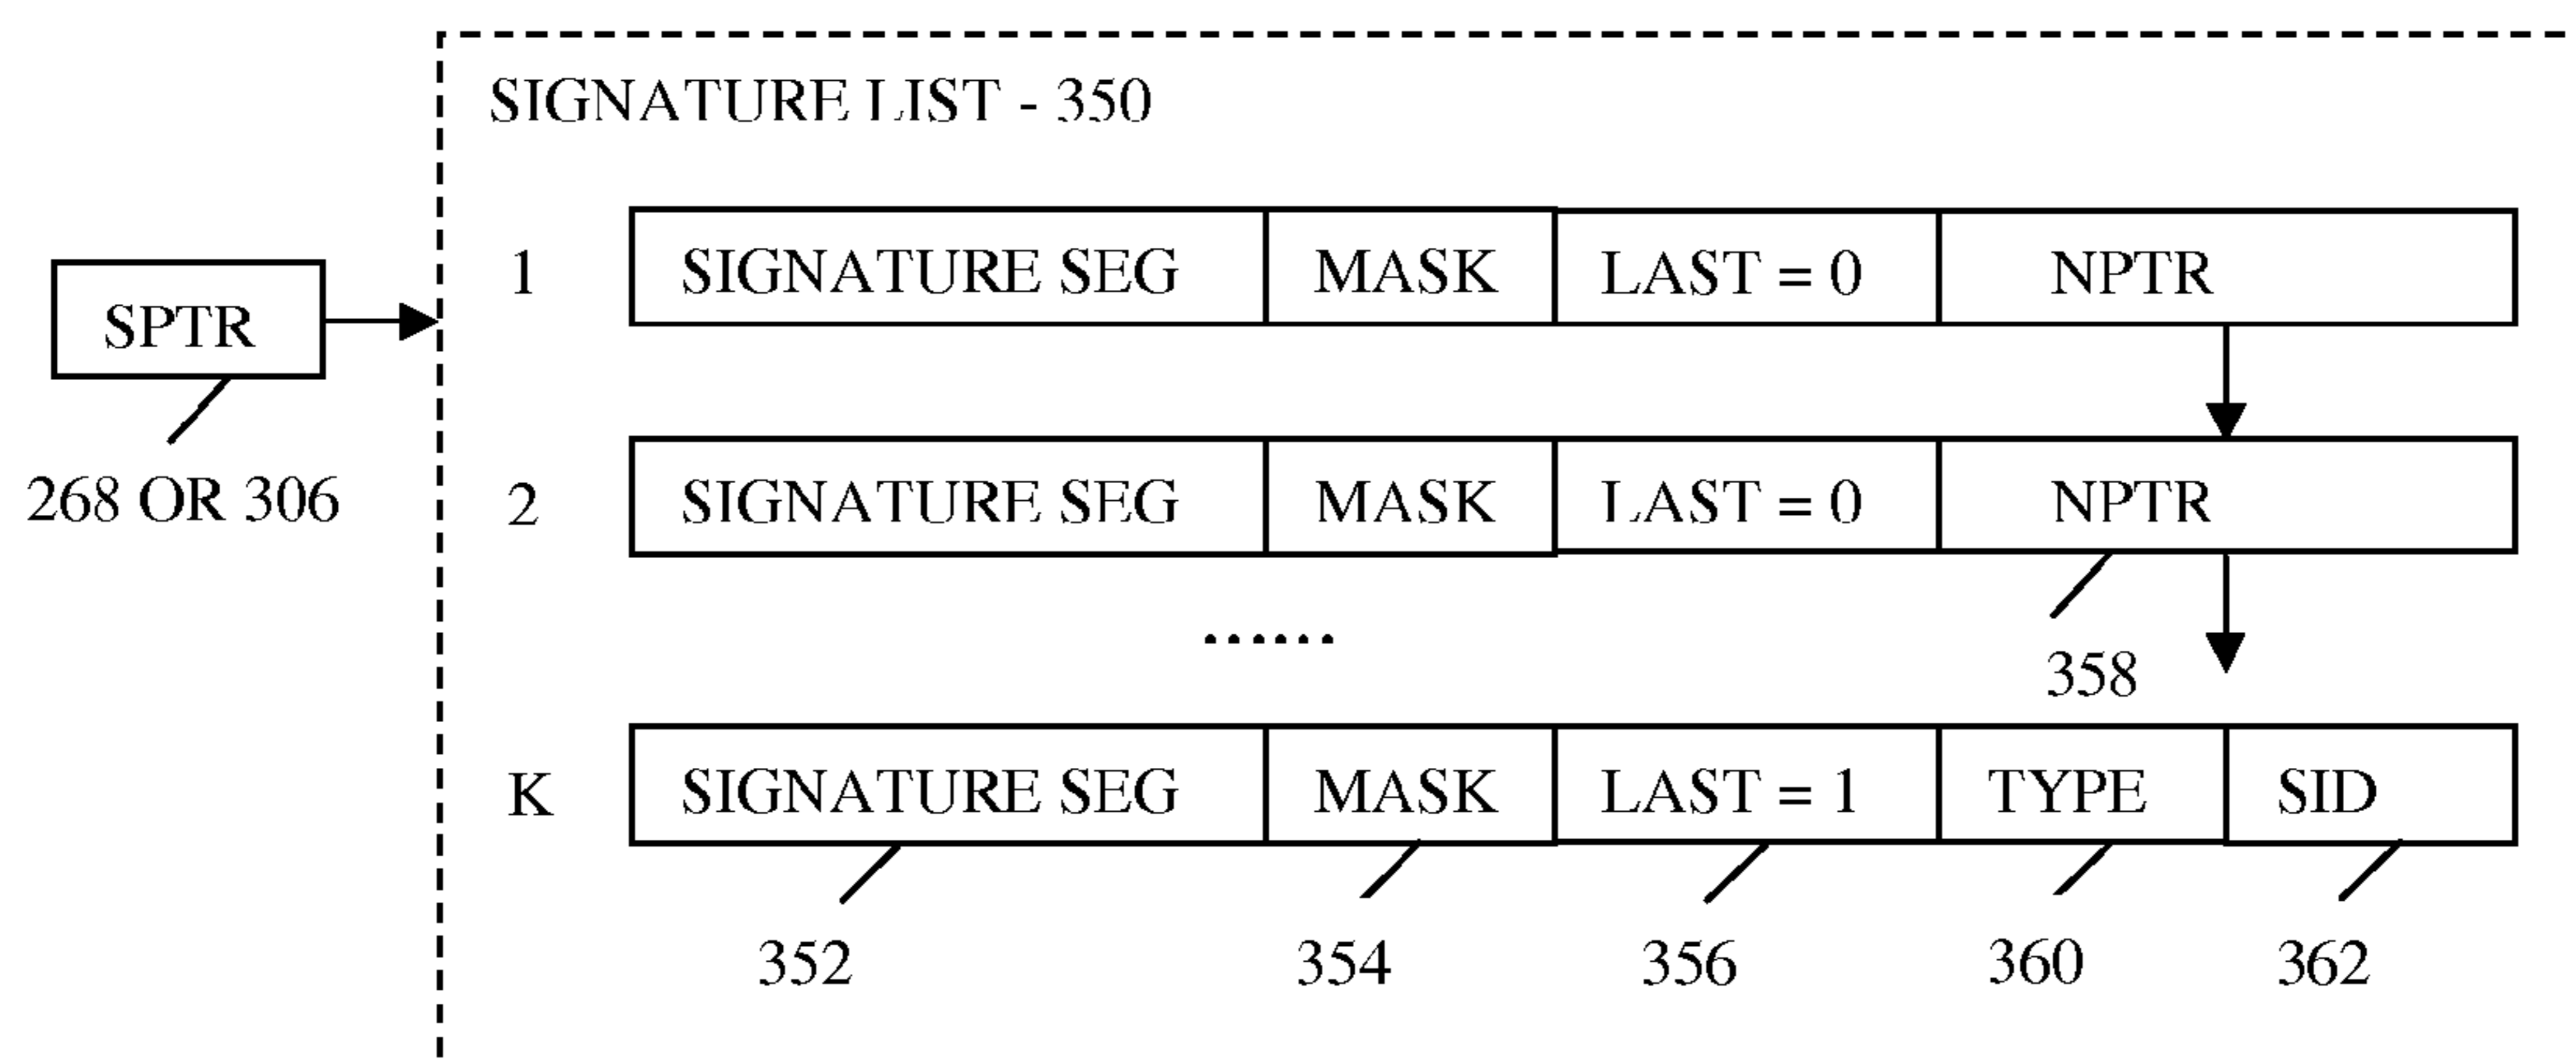 SIGNATURE LIST - 350
1 SIGNATURE SEG MASK LAST = 0 NPTR
SPTR
268 OR 306
2 SIGNATURE SEG MASK LAST = 0 NPTR
......
358
K SIGNATURE SEG MASK LAST = 1 TYPE SID
352 354 356 360 362